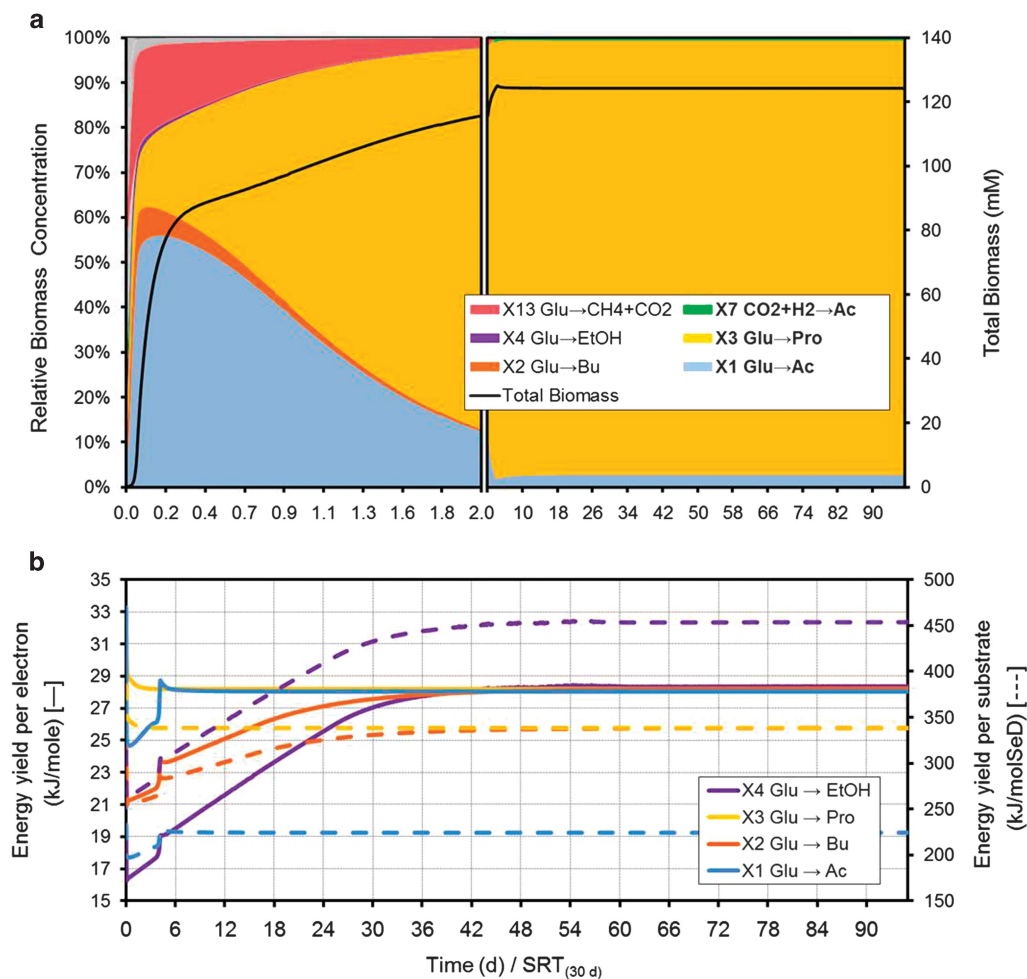 a
100%
90%
80%
70%
60%
50%
40%
30%
20%
10%
0%
Relative Biomass Concentration
140
120
100
80
60
40
20
0
Total Biomass (mM)
X13 Glu→CH4+CO2
X7 CO2+H2→Ac
X4 Glu→EtOH
X3 Glu→Pro
X2 Glu→Bu
X1 Glu→Ac
Total Biomass
0.0 0.2 0.4 0.7 0.9 1.1 1.3 1.6 1.8 2.0 10 18 26 34 42 50 58 66 74 82 90
b
35
33
31
29
27
25
23
21
19
17
15
Energy yield per electron
(kJ/mole) [—]
500
450
400
350
300
250
200
150
Energy yield per substrate
(kJ/molSeD) [---]
X4 Glu → EtOH
X3 Glu → Pro
X2 Glu → Bu
X1 Glu → Ac
0 6 12 18 24 30 36 42 48 54 60 66 72 78 84 90
Time (d) / SRT(30 d)